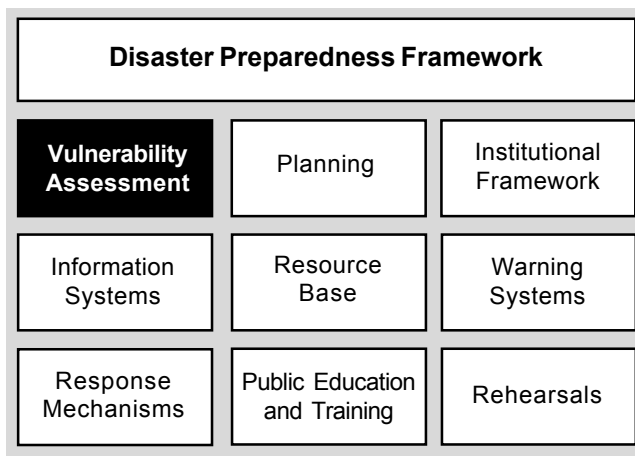 Disaster Preparedness Framework
Vulnerability
Assessment
Planning
Institutional
Framework
Information
Systems
Resource
Base
Warning
Systems
Response
Mechanisms
Public Education
and Training
Rehearsals